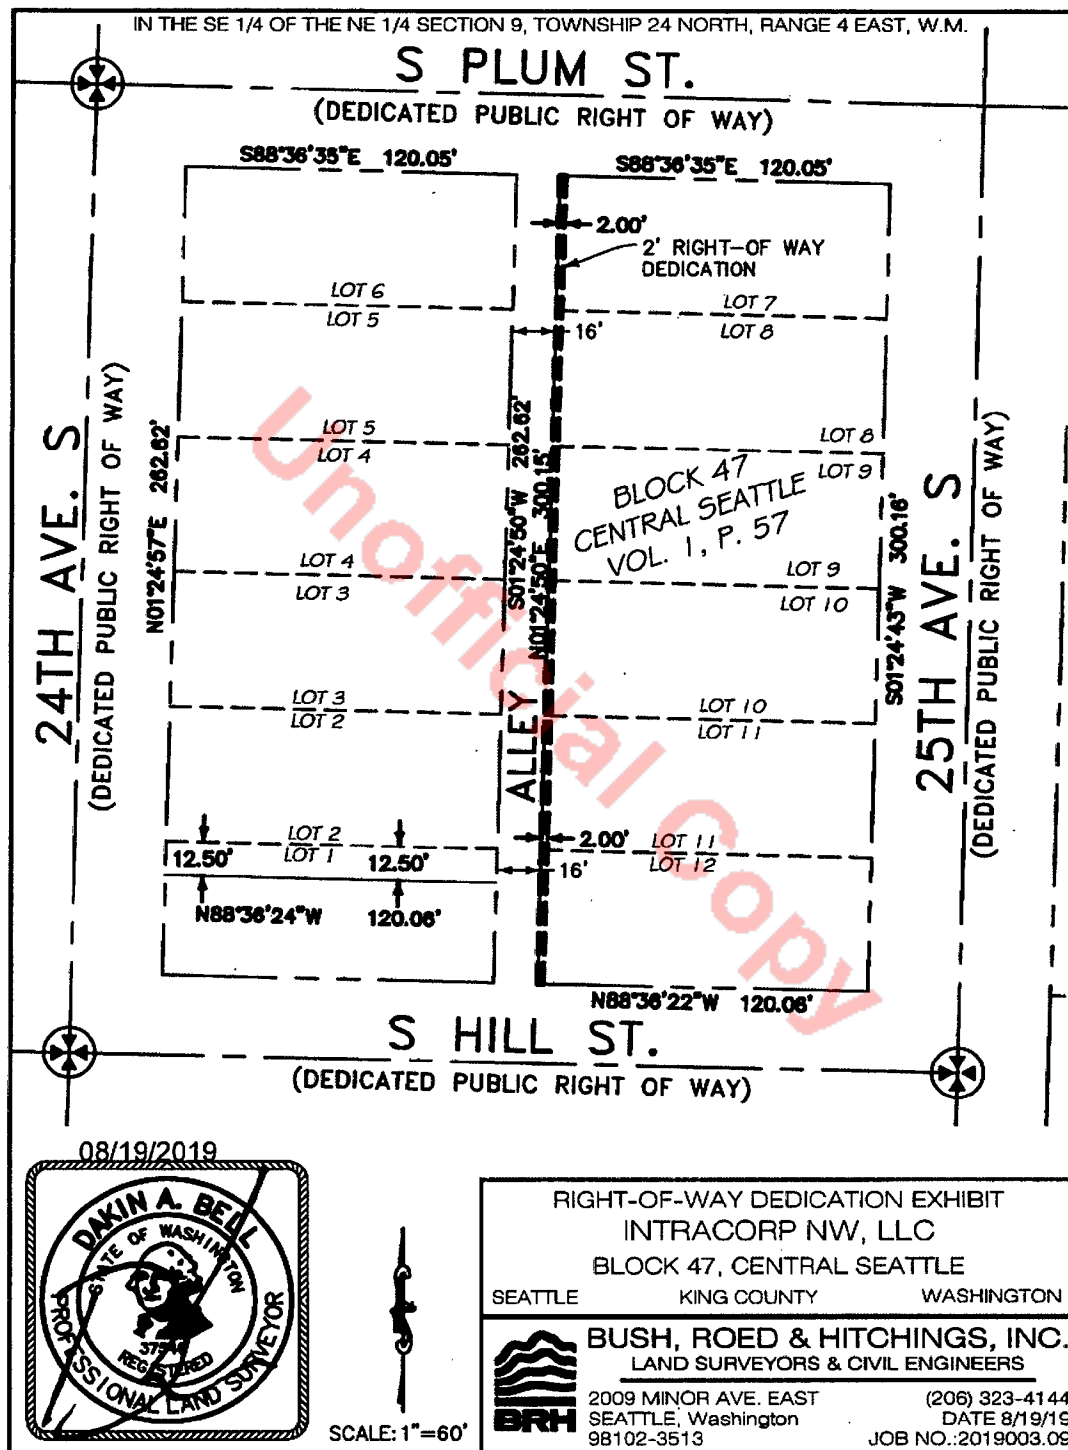 IN THE SE 1/4 OF THE NE 1/4 SECTION 9, TOWNSHIP 24 NORTH, RANGE 4 EAST, W.M.
S PLUM ST.
(DEDICATED PUBLIC RIGHT OF WAY)
S88°36'35"E 120.05'
S88°36'35"E 120.05'
2.00'
2' RIGHT-OF WAY
DEDICATION
LOT 6
LOT 5
LOT 7
LOT 8
16'
24TH AVE. S
(DEDICATED PUBLIC RIGHT OF WAY)
N01°24'57"E 262.62'
LOT 5
LOT 4
LOT 8
LOT 9
S01°24'50"W 262.62'
N01°24'50"E 300.15'
BLOCK 47
CENTRAL SEATTLE
VOL. 1, P. 57
S01°24'43"W 300.16'
25TH AVE. S
(DEDICATED PUBLIC RIGHT OF WAY)
LOT 4
LOT 3
LOT 9
LOT 10
LOT 3
LOT 2
ALLEY
LOT 10
LOT 11
LOT 2
LOT 1
12.50'
12.50'
2.00'
LOT 11
LOT 12
16'
N88°36'24"W 120.06'
N88°36'22"W 120.06'
S HILL ST.
(DEDICATED PUBLIC RIGHT OF WAY)
Unofficial Copy
08/19/2019
DAKIN A. BELL
STATE OF WASHINGTON
REGISTERED
PROFESSIONAL LAND SURVEYOR
SCALE: 1"=60'
RIGHT-OF-WAY DEDICATION EXHIBIT
INTRACORP NW, LLC
BLOCK 47, CENTRAL SEATTLE
SEATTLE KING COUNTY WASHINGTON
BRH
BUSH, ROED & HITCHINGS, INC.
LAND SURVEYORS & CIVIL ENGINEERS
2009 MINOR AVE. EAST (206) 323-4144
SEATTLE, Washington DATE 8/19/19
98102-3513 JOB NO.:2019003.09